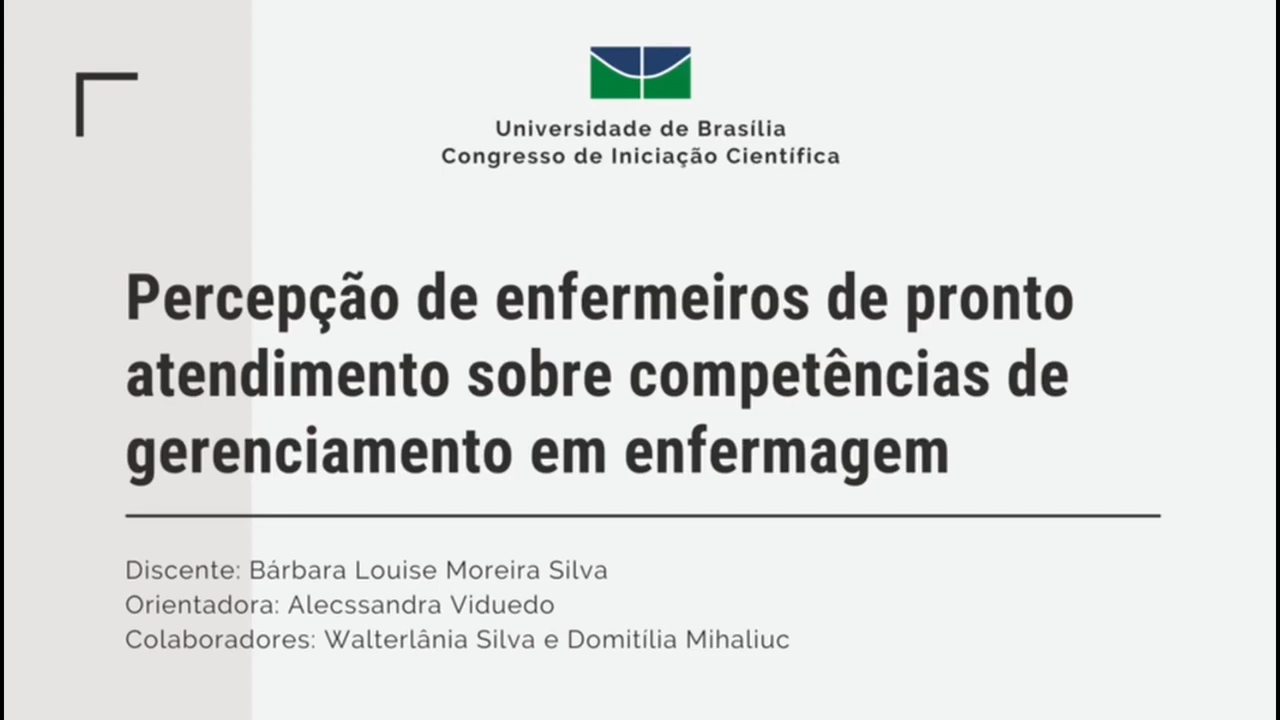 Universidade de Brasília
Congresso de Iniciação Científica
Percepção de enfermeiros de pronto
atendimento sobre competências de
gerenciamento em enfermagem
Discente: Bárbara Louise Moreira Silva
Orientadora: Alecssandra Viduedo
Colaboradores: Walterlânia Silva e Domitília Mihaliuc